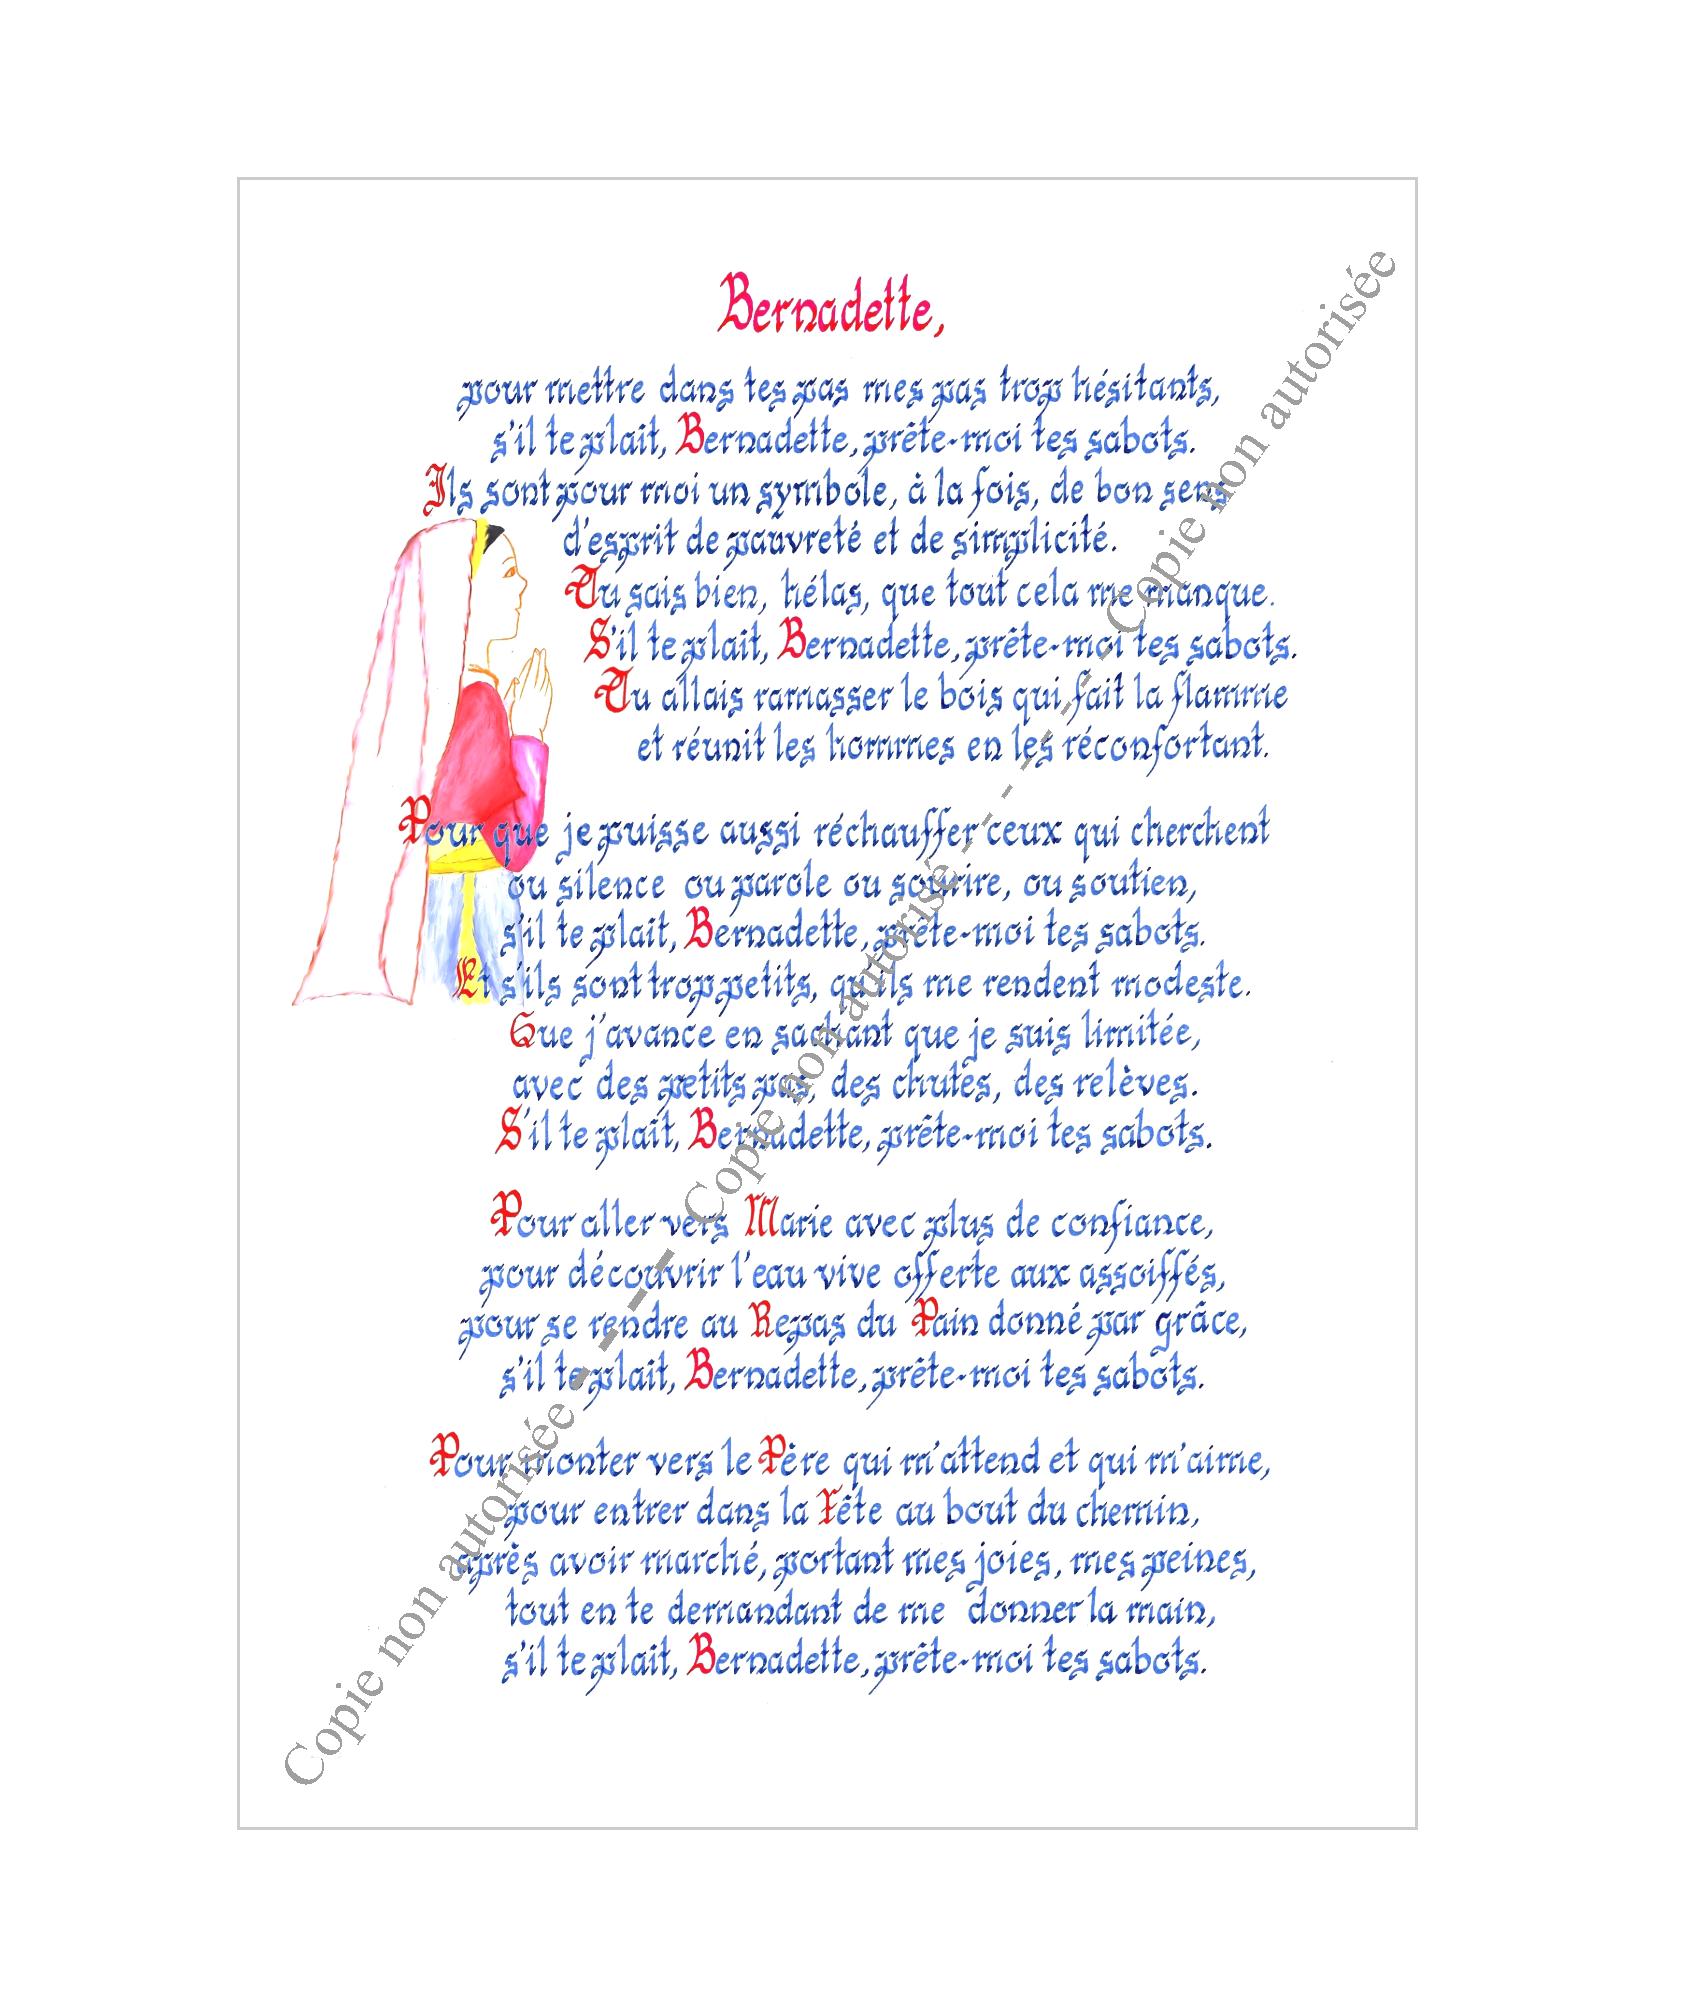 Bernadette,
pour mettre dans tes pas mes pas trop hésitants,
s'il te plaît, Bernadette, prête-moi tes sabots.
Ils sont pour moi un symbole, à la fois, de bon sens
d'esprit de pauvreté et de simplicité.
Tu sais bien, hélas, que tout cela me manque.
S'il te plaît, Bernadette, prête-moi tes sabots.
Tu allais ramasser le bois qui fait la flamme
et réunit les hommes en les réconfortant.
Pour que je puisse aussi réchauffer ceux qui cherchent
ou silence ou parole ou sourire, ou soutien,
s'il te plaît, Bernadette, prête-moi tes sabots.
Et s'ils sont trop petits, qu'ils me rendent modeste.
Que j'avance en sachant que je suis limitée,
avec des petits pas, des chutes, des relèves.
S'il te plaît, Bernadette, prête-moi tes sabots.
Pour aller vers Marie avec plus de confiance,
pour découvrir l'eau vive offerte aux assoiffés,
pour se rendre au Repas du Pain donné par grâce,
s'il te plaît, Bernadette, prête-moi tes sabots.
Pour monter vers le Père qui m'attend et qui m'aime,
pour entrer dans la Fête au bout du chemin,
après avoir marché, portant mes joies, mes peines,
tout en te demandant de me donner la main,
s'il te plaît, Bernadette, prête-moi tes sabots.
Copie non autorisée - - - - - Copie non autorisée - - - - - Copie non autorisée